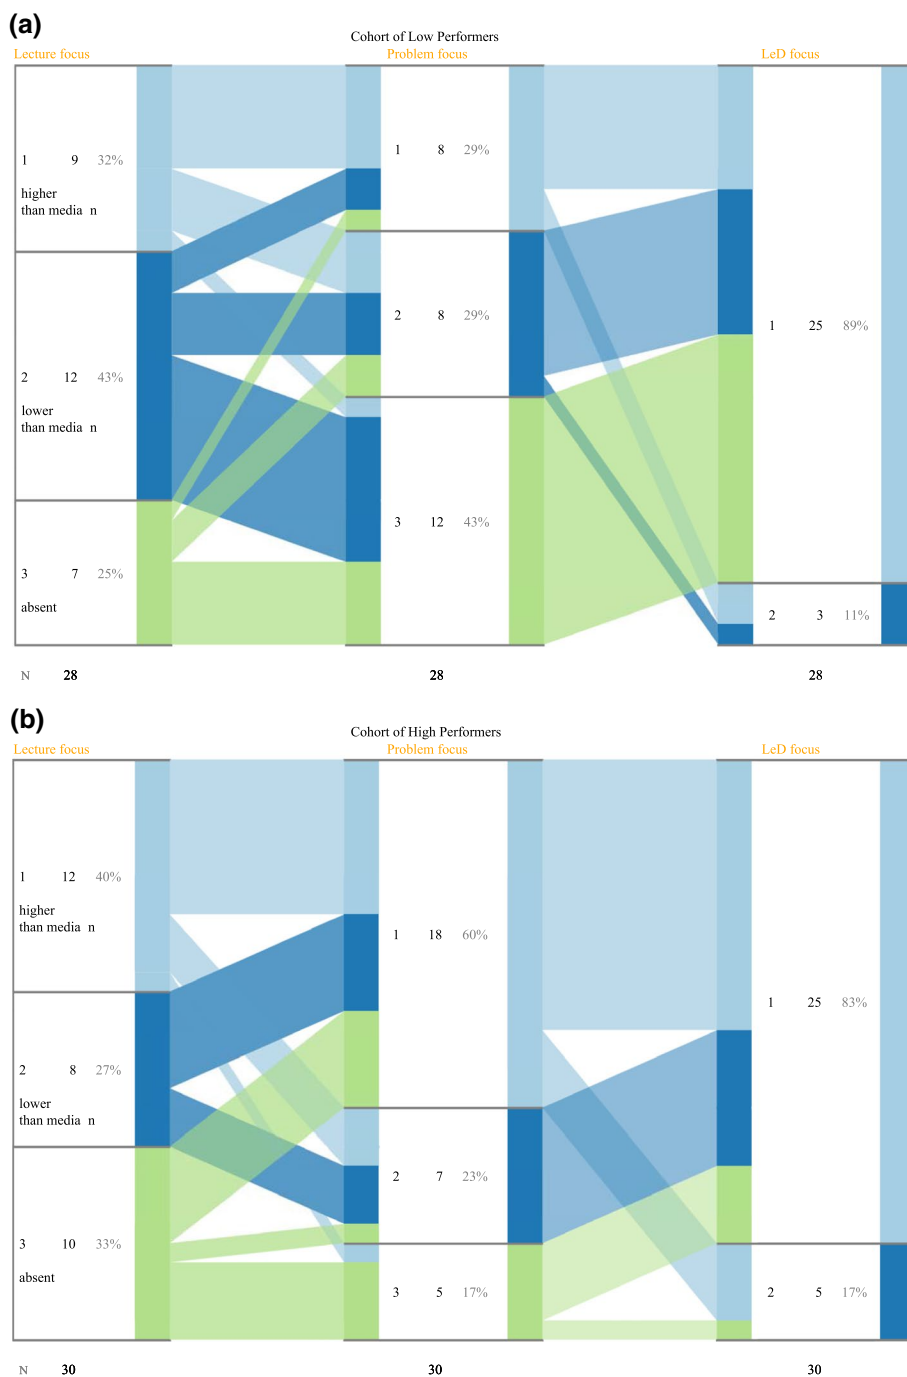 (a)
Cohort of Low Performers
Lecture focus Problem focus LeD focus
1 9 32%
higher
than media n
2 12 43%
lower
than media n
3 7 25%
absent
1 8 29%
2 8 29%
3 12 43%
1 25 89%
2 3 11%
N 28 28 28
(b)
Cohort of High Performers
Lecture focus Problem focus LeD focus
1 12 40%
higher
than media n
2 8 27%
lower
than media n
3 10 33%
absent
1 18 60%
2 7 23%
3 5 17%
1 25 83%
2 5 17%
N 30 30 30